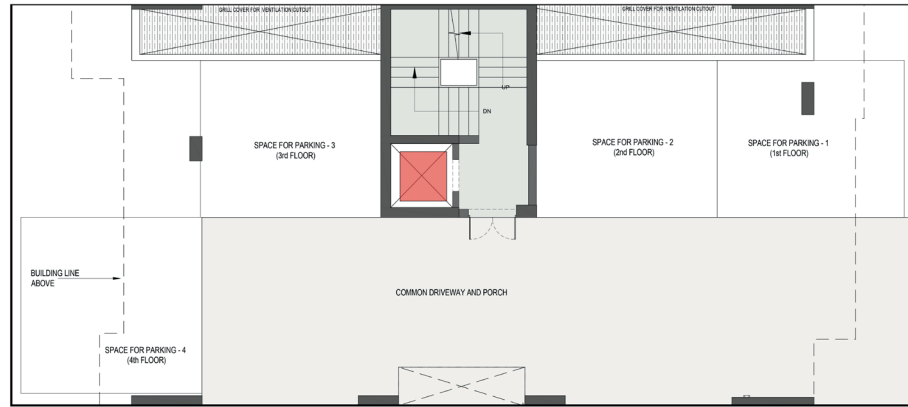 GRILL COVER FOR VENTILATION CUTOUT
GRILL COVER FOR VENTILATION CUTOUT
UP
DN
SPACE FOR PARKING - 3
(3rd FLOOR)
SPACE FOR PARKING - 2
(2nd FLOOR)
SPACE FOR PARKING - 1
(1st FLOOR)
BUILDING LINE
ABOVE
COMMON DRIVEWAY AND PORCH
SPACE FOR PARKING - 4
(4th FLOOR)